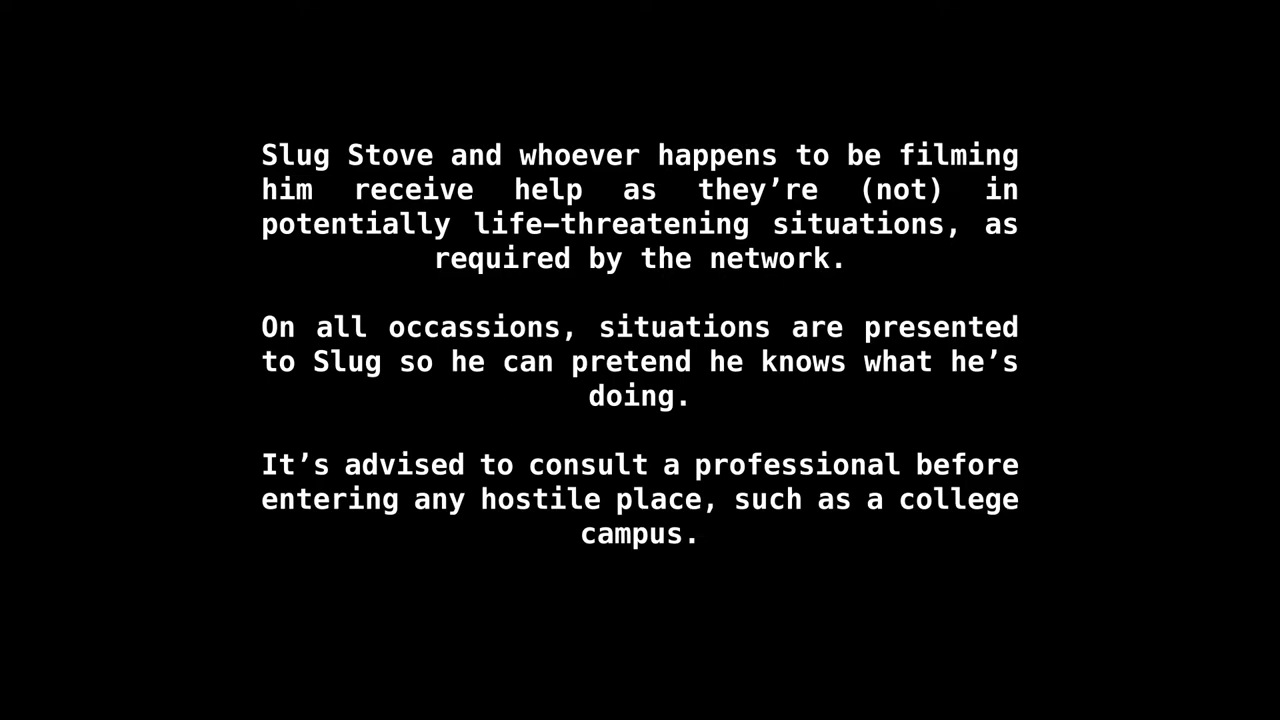 Slug Stove and whoever happens to be filming
him receive help as they’re (not) in
potentially life–threatening situations, as
required by the network.
On all occassions, situations are presented
to Slug so he can pretend he knows what he’s
doing.
It’s advised to consult a professional before
entering any hostile place, such as a college
campus.